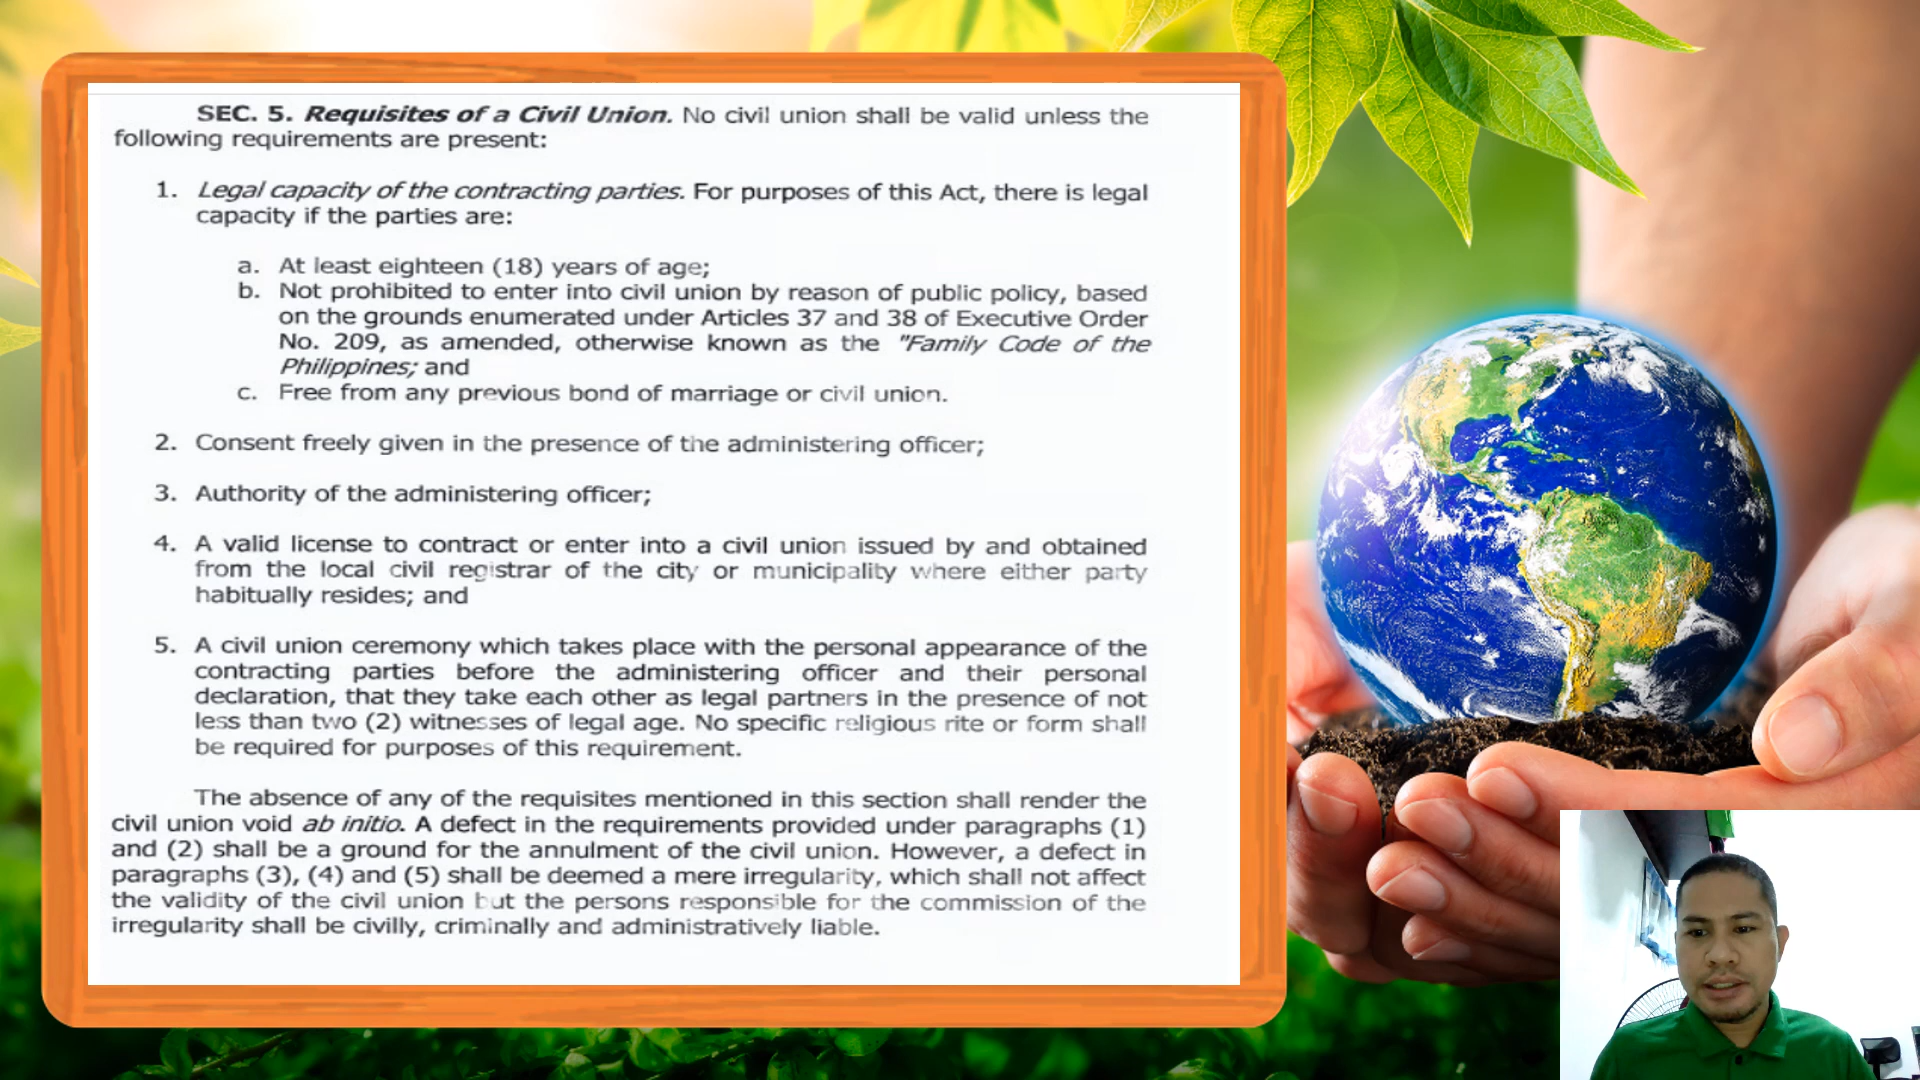 SEC. 5. Requisites of a Civil Union. No civil union shall be valid unless the
following requirements are present:
1. Legal capacity of the contracting parties. For purposes of this Act, there is legal
capacity if the parties are:
a. At least eighteen (18) years of age;
b. Not prohibited to enter into civil union by reason of public policy, based
on the grounds enumerated under Articles 37 and 38 of Executive Order
No. 209, as amended, otherwise known as the "Family Code of the
Philippines; and
c. Free from any previous bond of marriage or civil union.
2. Consent freely given in the presence of the administering officer;
3. Authority of the administering officer;
4. A valid license to contract or enter into a civil union issued by and obtained
from the local civil registrar of the city or municipality where either party
habitually resides; and
5. A civil union ceremony which takes place with the personal appearance of the
contracting parties before the administering officer and their personal
declaration, that they take each other as legal partners in the presence of not
less than two (2) witnesses of legal age. No specific religious rite or form shall
be required for purposes of this requirement.
The absence of any of the requisites mentioned in this section shall render the
civil union void ab initio. A defect in the requirements provided under paragraphs (1)
and (2) shall be a ground for the annulment of the civil union. However, a defect in
paragraphs (3), (4) and (5) shall be deemed a mere irregularity, which shall not affect
the validity of the civil union but the persons responsible for the commission of the
irregularity shall be civilly, criminally and administratively liable.